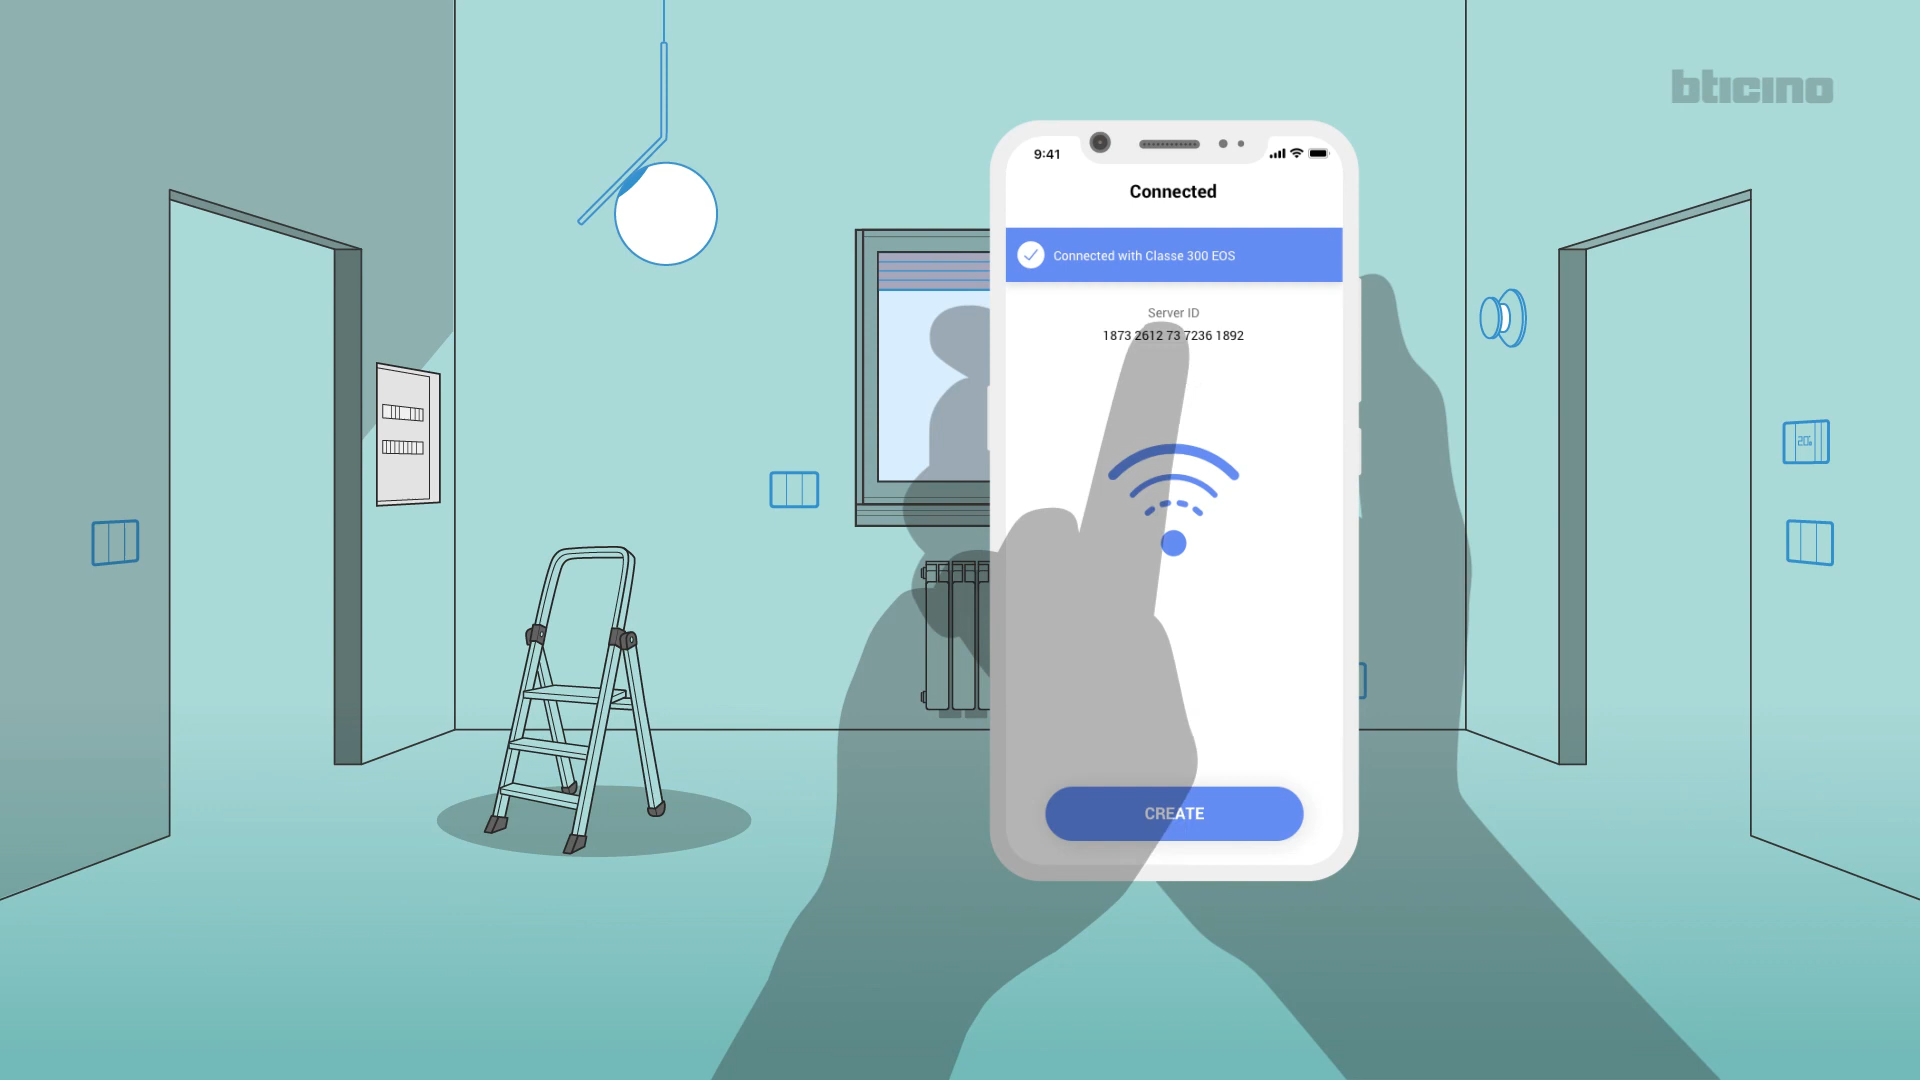 bticino
9:41
Connected
Connected with Classe 300 EOS
Server ID
1873 2612 73 7236 1892
CREATE